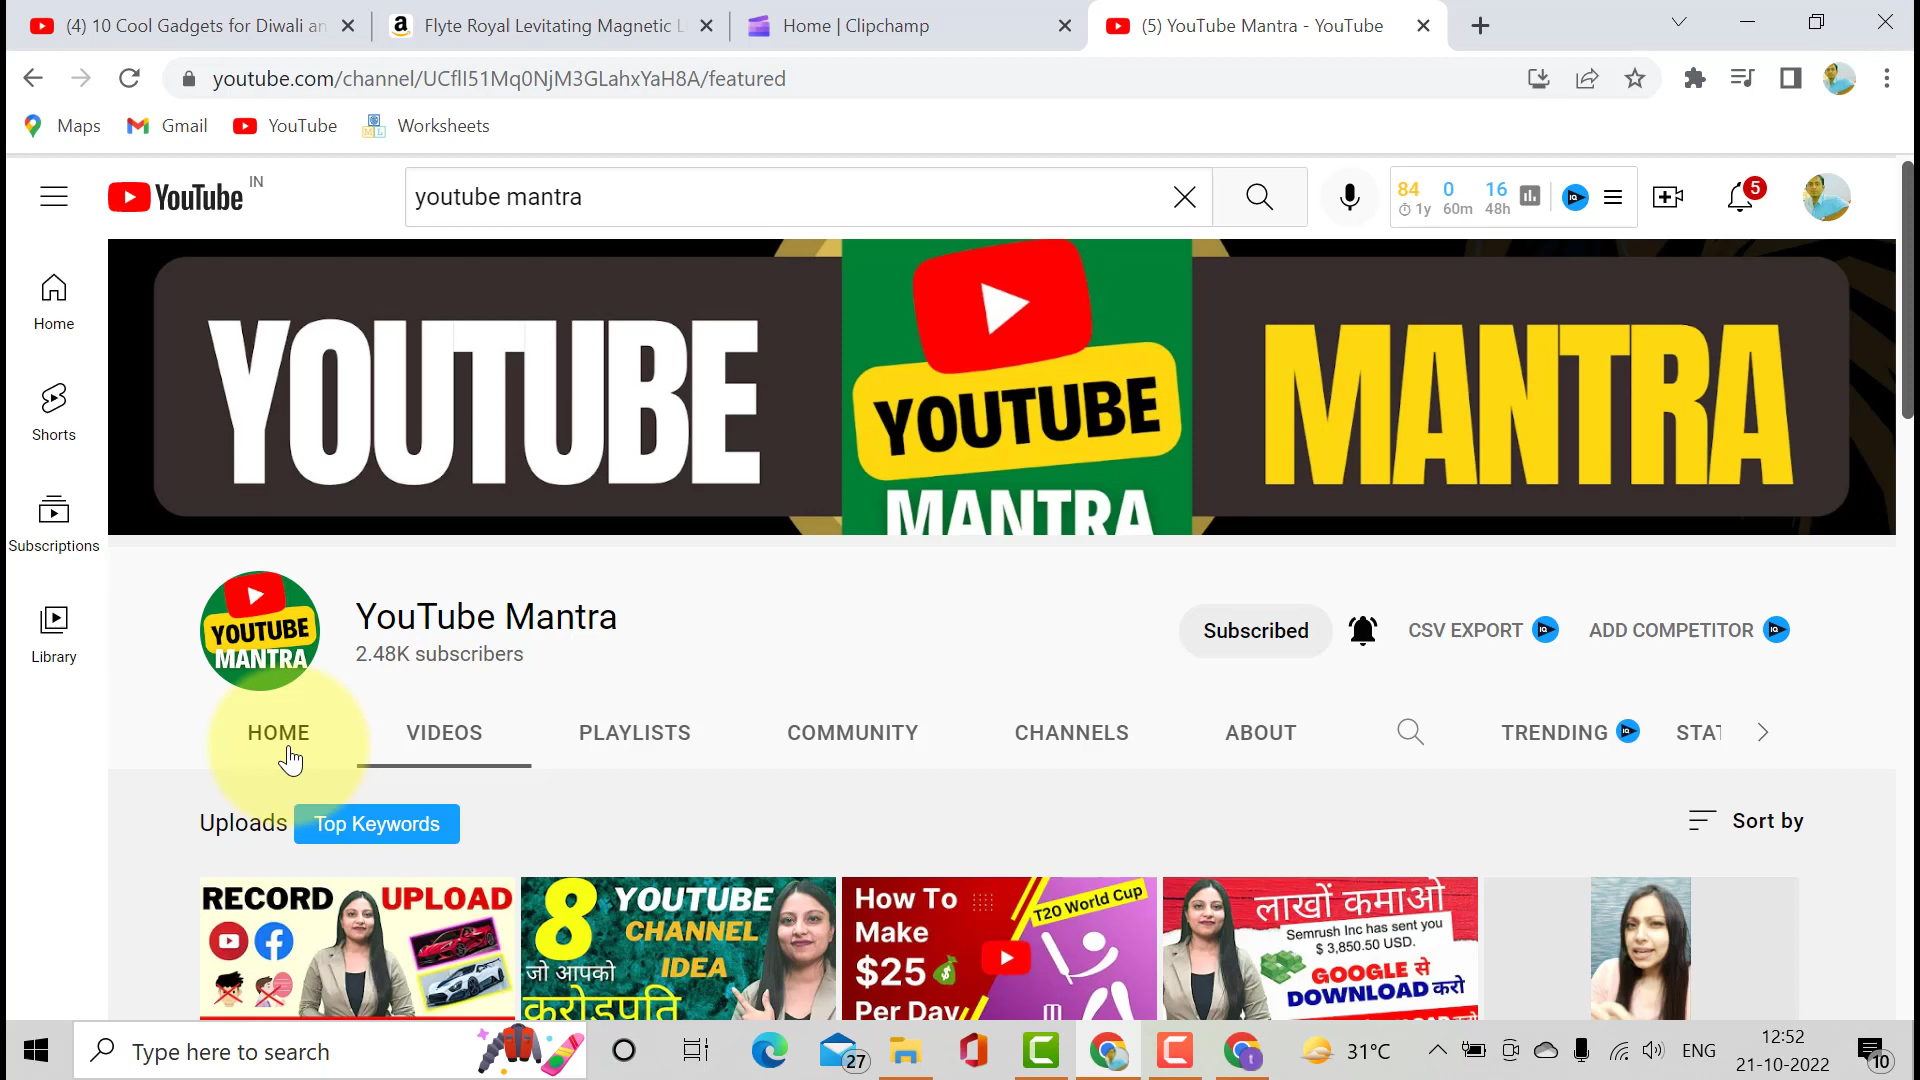 (4) 10 Cool Gadgets for Diwali an
Flyte Royal Levitating Magnetic L
Home | Clipchamp
(5) YouTube Mantra - YouTube
youtube.com/channel/UCflI51Mq0NjM3GLahxYaH8A/featured
Maps
Gmail
YouTube
Worksheets
YouTube IN
youtube mantra
84 0 16
1y 60m 48h
5
YOUTUBE
YOUTUBE
MANTRA
MANTRA
Home
Shorts
Subscriptions
Library
YOUTUBE
MANTRA
YouTube Mantra
2.48K subscribers
Subscribed
CSV EXPORT
ADD COMPETITOR
HOME
VIDEOS
PLAYLISTS
COMMUNITY
CHANNELS
ABOUT
TRENDING
STAT
Uploads
Top Keywords
Sort by
RECORD UPLOAD
8 YOUTUBE
CHANNEL
IDEA
जो आपको
करोड़पति
How To
Make
$25
Per Day
T20 World Cup
लाखों कमाओ
Semrush Inc has sent you
$ 3,850.50 USD.
GOOGLE से
DOWNLOAD करो
Type here to search
27
31°C
ENG
12:52
21-10-2022
10